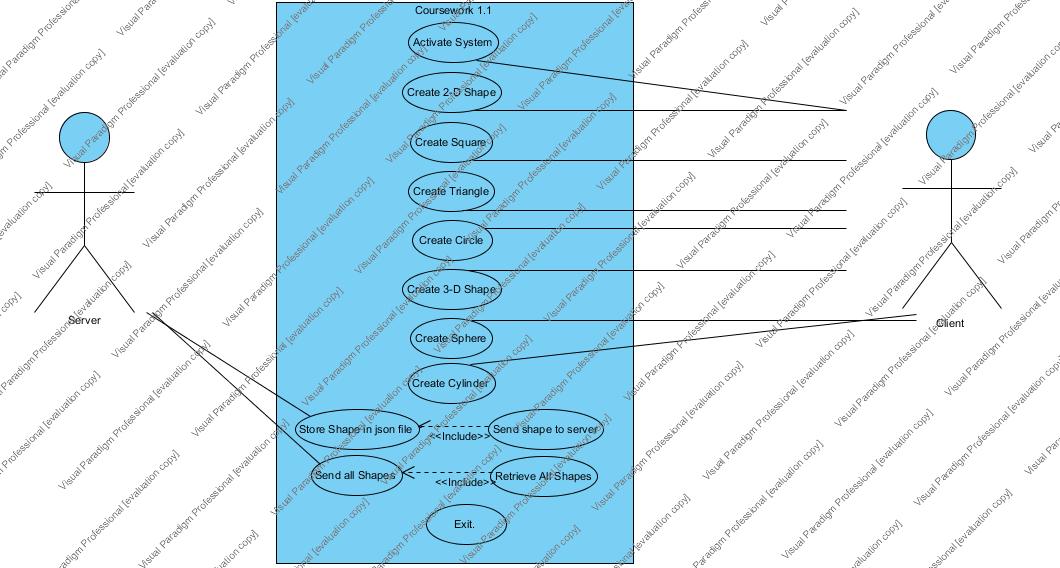 Coursework 1.1
Activate System
Create 2-D Shape
Create Square
Create Triangle
Create Circle
Create 3-D Shape
Create Sphere
Create Cylinder
Server
Client
Store Shape in json file
<<Include>>
Send shape to server
Send all Shapes
<<Include>>
Retrieve All Shapes
Exit.
Visual Paradigm Professional [evaluation copy]